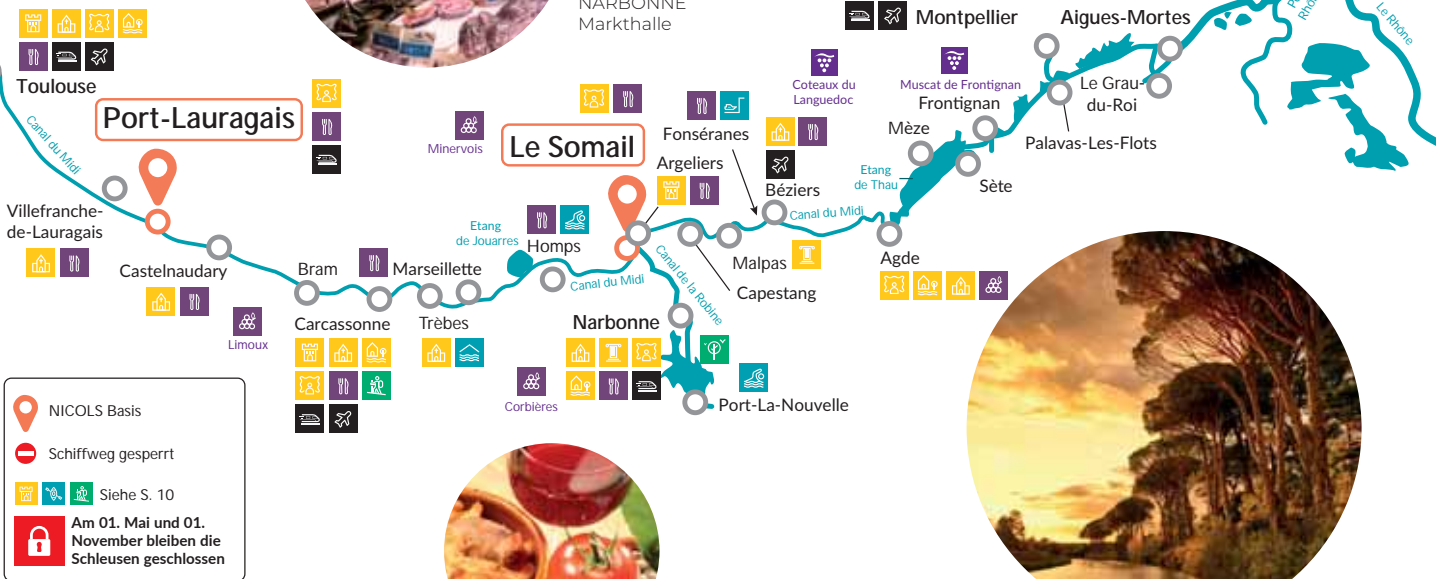 NARBONNE
Markthalle
Montpellier
Aigues-Mortes
Le Rhône
Toulouse
Canal du Midi
Port-Lauragais
Minervois
Le Somail
Fonséranes
Argeliers
Coteaux du
Languedoc
Muscat de Frontignan
Frontignan
Le Grau-
du-Roi
Palavas-Les-Flots
Mèze
Etang
de Thau
Sète
Béziers
Canal du Midi
Villefranche-
de-Lauragais
Castelnaudary
Limoux
Bram
Carcassonne
Marseillette
Trèbes
Etang
de Jouarres
Homps
Canal du Midi
Canal de la Robine
Malpas
Capestang
Agde
Narbonne
Corbières
Port-La-Nouvelle
NICOLS Basis
Schiffweg gesperrt
Siehe S. 10
Am 01. Mai und 01.
November bleiben die
Schleusen geschlossen